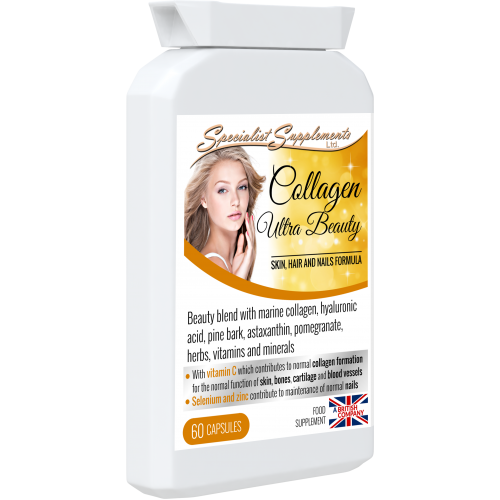 Specialist Supplements
Ltd.
Collagen
Ultra Beauty
SKIN, HAIR AND NAILS FORMULA
Beauty blend with marine collagen, hyaluronic
acid, pine bark, astaxanthin, pomegranate,
herbs, vitamins and minerals
• With vitamin C which contributes to normal collagen formation
for the normal function of skin, bones, cartilage and blood vessels
• Selenium and zinc contribute to maintenance of normal nails
60 CAPSULES
FOOD
SUPPLEMENT
A BRITISH
COMPANY